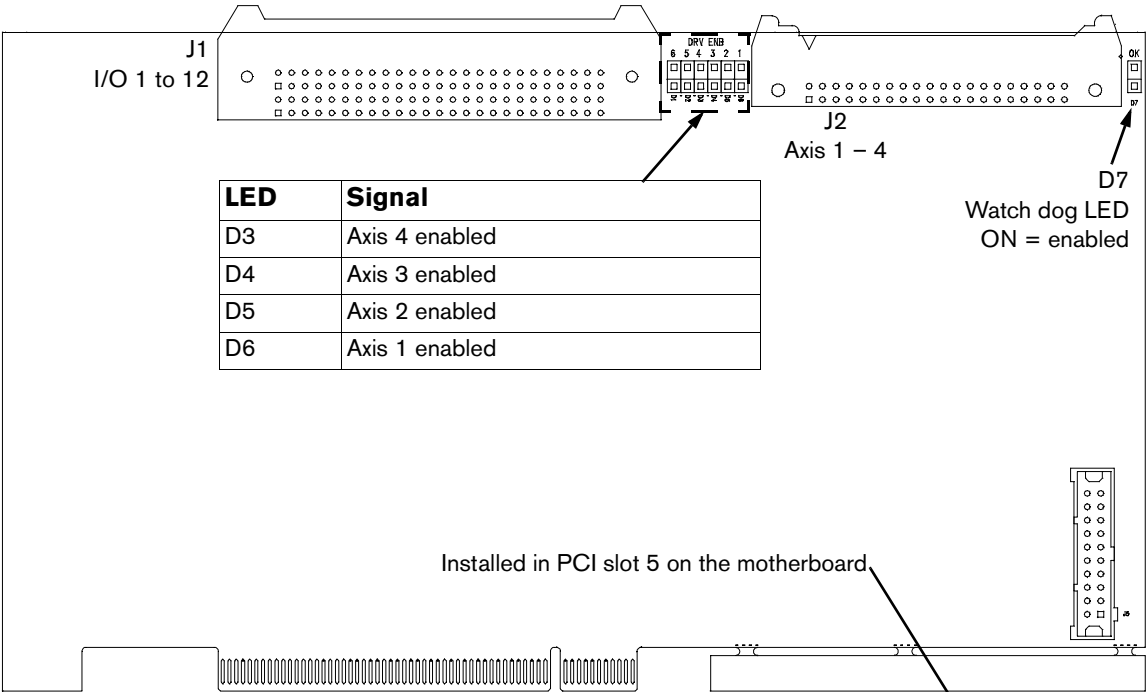 J1
I/O 1 to 12
DRV ENB
6 5 4 3 2 1
OK
D7
J2
Axis 1 – 4
D7
Watch dog LED
ON = enabled
LED Signal
D3 Axis 4 enabled
D4 Axis 3 enabled
D5 Axis 2 enabled
D6 Axis 1 enabled
Installed in PCI slot 5 on the motherboard